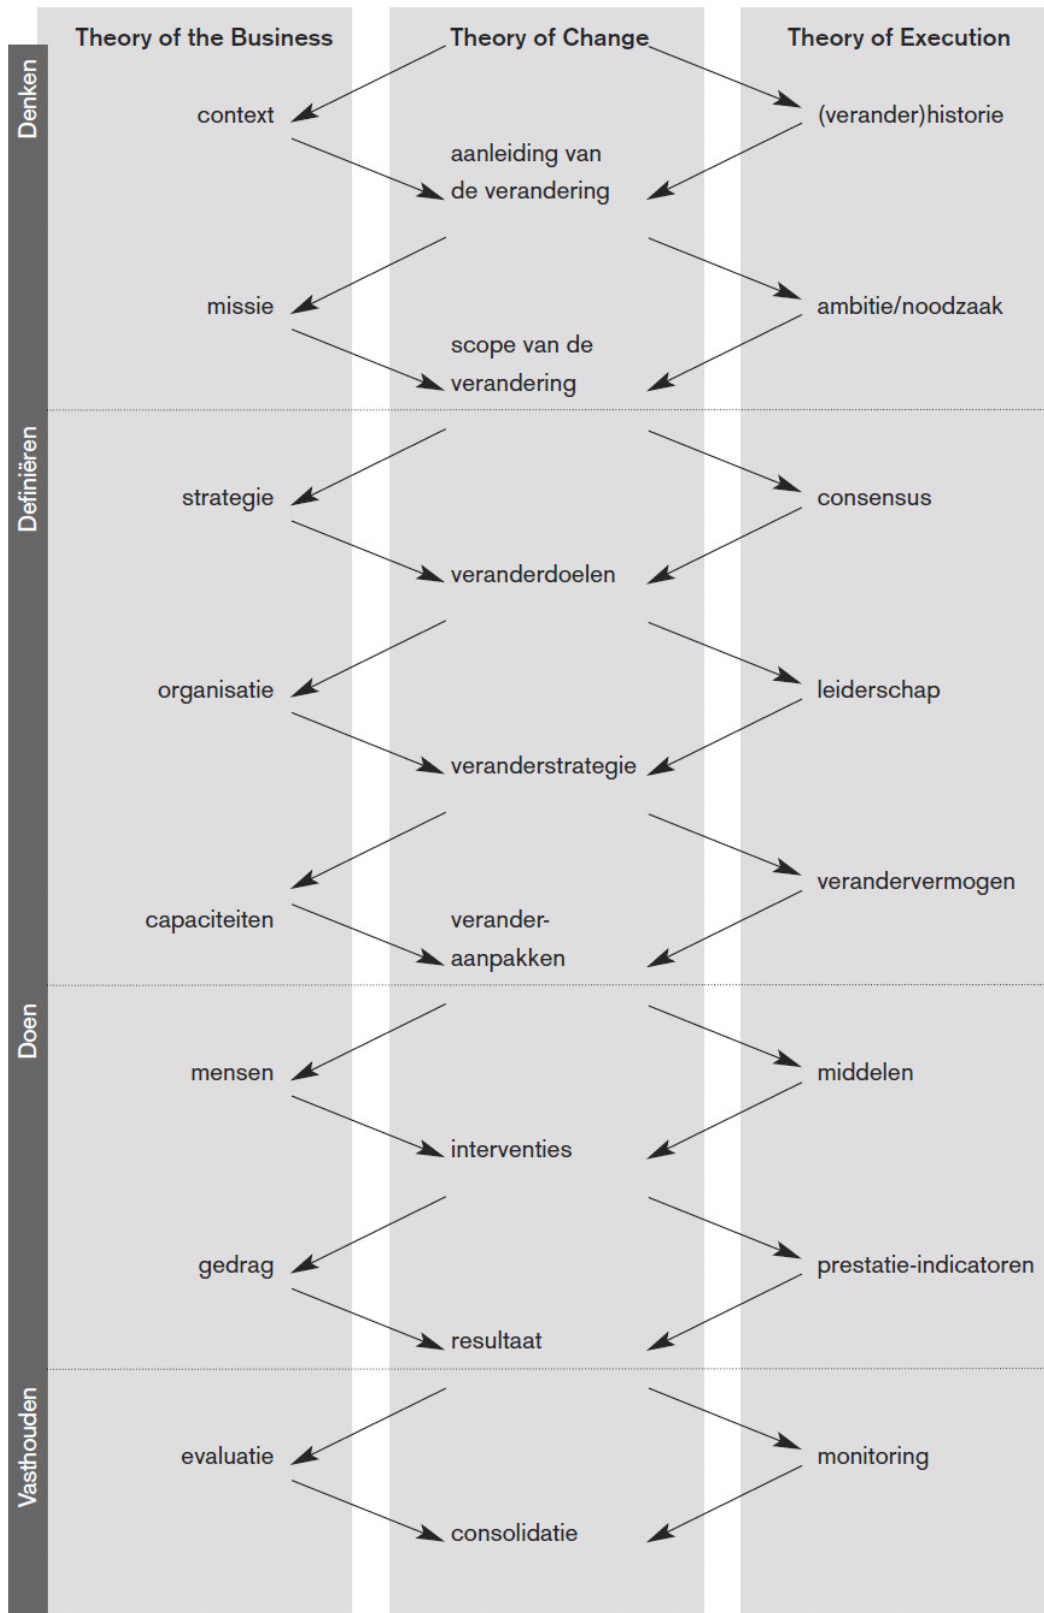 Theory of the Business
Theory of Change
Theory of Execution
Denken
context
(verander)historie
aanleiding van
de verandering
missie
ambitie/noodzaak
scope van de
verandering
Definiëren
strategie
consensus
veranderdoelen
organisatie
leiderschap
veranderstrategie
verandervermogen
capaciteiten
verander-
aanpakken
Doen
mensen
middelen
interventies
gedrag
prestatie-indicatoren
resultaat
Vasthouden
evaluatie
monitoring
consolidatie